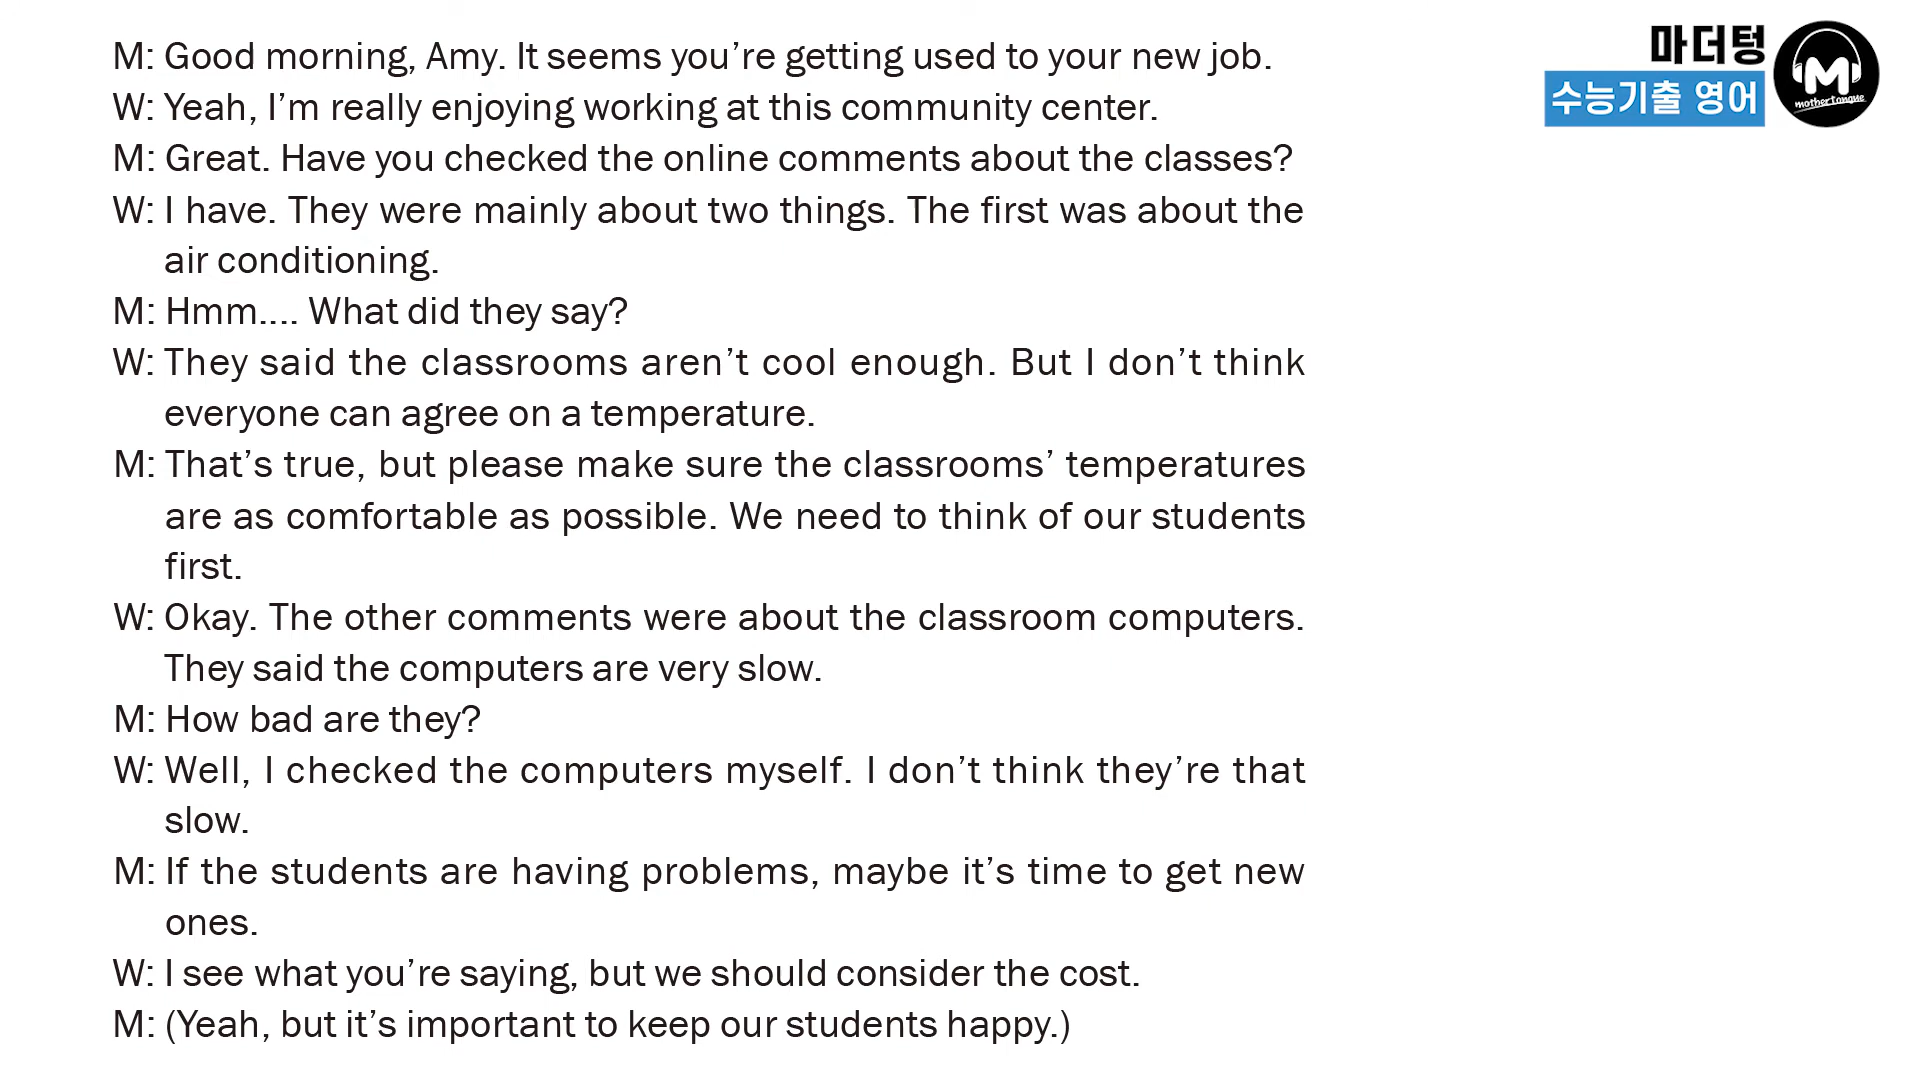 M: Good morning, Amy. It seems you’re getting used to your new job.
W: Yeah, I’m really enjoying working at this community center.
M: Great. Have you checked the online comments about the classes?
W: I have. They were mainly about two things. The first was about the
air conditioning.
M: Hmm.... What did they say?
W: They said the classrooms aren’t cool enough. But I don’t think
everyone can agree on a temperature.
M: That’s true, but please make sure the classrooms’ temperatures
are as comfortable as possible. We need to think of our students
first.
W: Okay. The other comments were about the classroom computers.
They said the computers are very slow.
M: How bad are they?
W: Well, I checked the computers myself. I don’t think they’re that
slow.
M: If the students are having problems, maybe it’s time to get new
ones.
W: I see what you’re saying, but we should consider the cost.
M: (Yeah, but it’s important to keep our students happy.)
마더텅
수능기출 영어
M
mother tongue